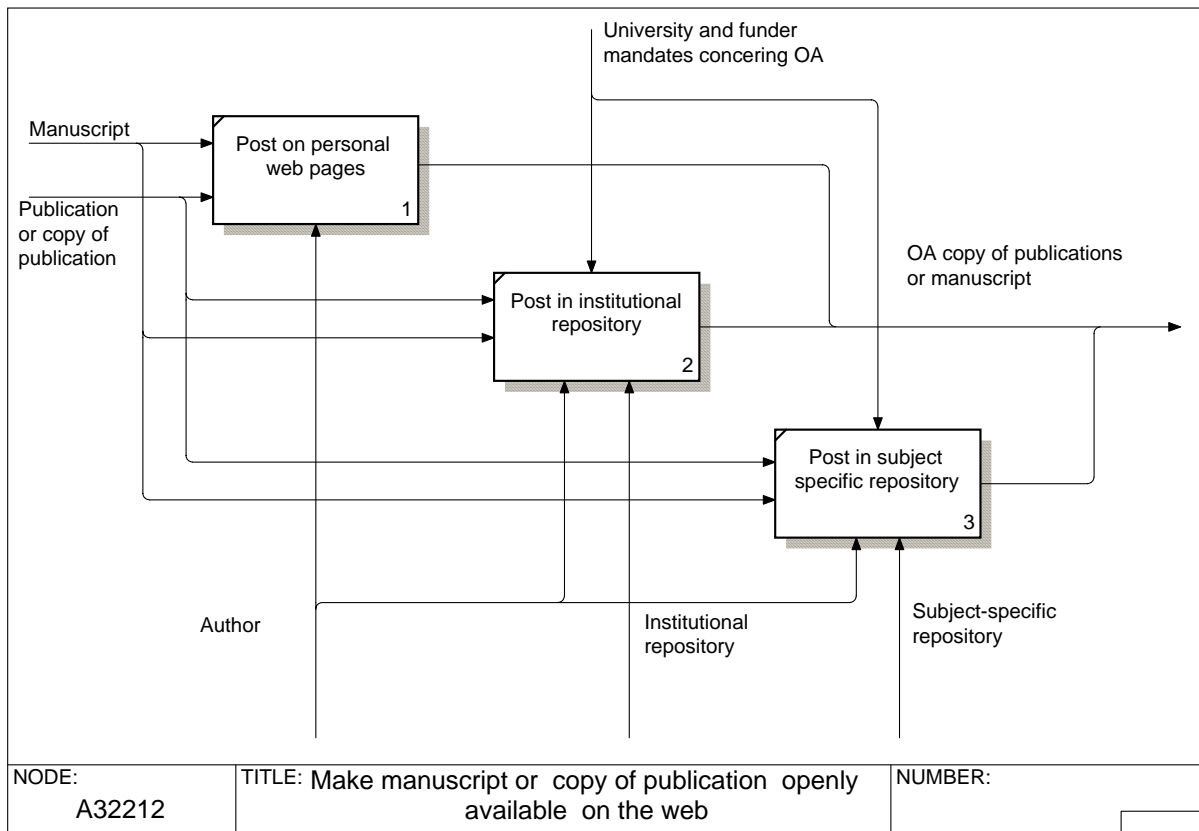 University and funder
mandates concering OA
Manuscript
Post on personal
web pages
1
Publication
or copy of
publication
OA copy of publications
or manuscript
Post in institutional
repository
2
Post in subject
specific repository
3
Author
Institutional
repository
Subject-specific
repository
NODE:
A32212
TITLE: Make manuscript or copy of publication openly
available on the web
NUMBER: